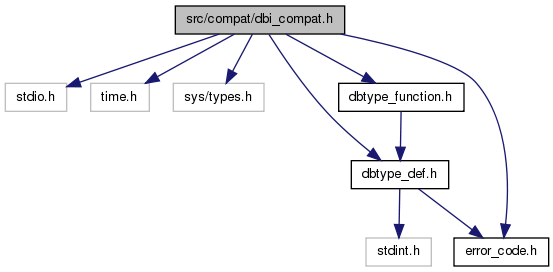 src/compat/dbi_compat.h
stdio.h
time.h
sys/types.h
dbtype_function.h
dbtype_def.h
stdint.h
error_code.h